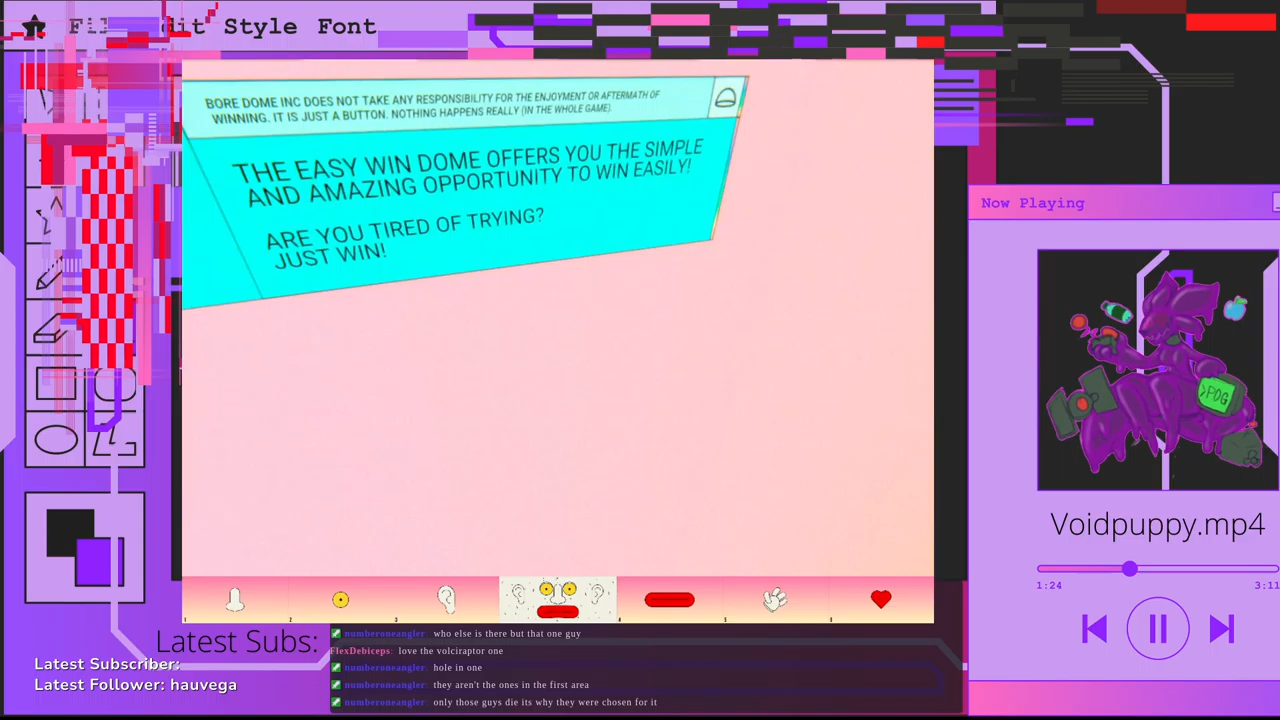 Edit Style Font
BORE DOME INC DOES NOT TAKE ANY RESPONSIBILITY FOR THE ENJOYMENT OR AFTERMATH OF
WINNING. IT IS JUST A BUTTON. NOTHING HAPPENS REALLY (IN THE WHOLE GAME).
THE EASY WIN DOME OFFERS YOU THE SIMPLE
AND AMAZING OPPORTUNITY TO WIN EASILY!
ARE YOU TIRED OF TRYING?
JUST WIN!
Now Playing
>POG
Voidpuppy.mp4
1:24
3:11
Latest Subs:
Latest Subscriber:
Latest Follower: hauvega
numberoneangler: who else is there but that one guy
FlexDebiceps: love the volciraptor one
numberoneangler: hole in one
numberoneangler: they aren't the ones in the first area
numberoneangler: only those guys die its why they were chosen for it